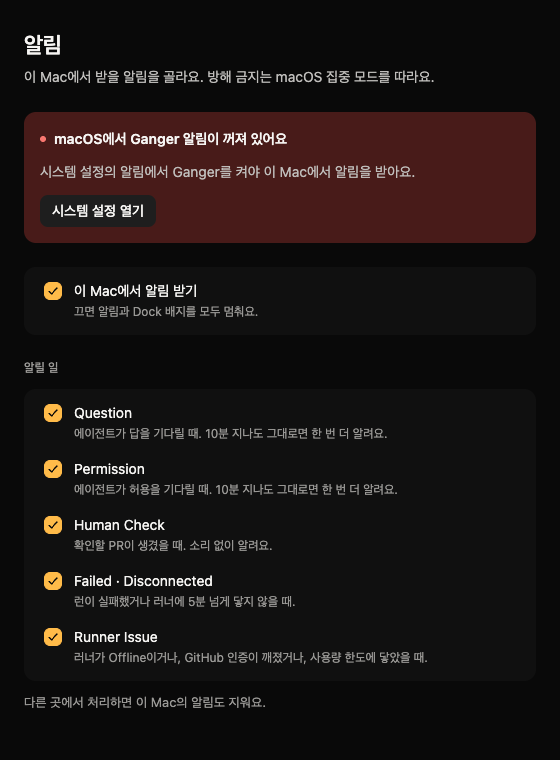 알림
이 Mac에서 받을 알림을 골라요. 방해 금지는 macOS 집중 모드를 따라요.
macOS에서 Ganger 알림이 꺼져 있어요
시스템 설정의 알림에서 Ganger를 켜야 이 Mac에서 알림을 받아요.
시스템 설정 열기
이 Mac에서 알림 받기
끄면 알림과 Dock 배지를 모두 멈춰요.
알릴 일
Question
에이전트가 답을 기다릴 때. 10분 지나도 그대로면 한 번 더 알려요.
Permission
에이전트가 허용을 기다릴 때. 10분 지나도 그대로면 한 번 더 알려요.
Human Check
확인할 PR이 생겼을 때. 소리 없이 알려요.
Failed · Disconnected
런이 실패했거나 러너에 5분 넘게 닿지 않을 때.
Runner Issue
러너가 Offline이거나, GitHub 인증이 깨졌거나, 사용량 한도에 닿았을 때.
다른 곳에서 처리하면 이 Mac의 알림도 지워요.